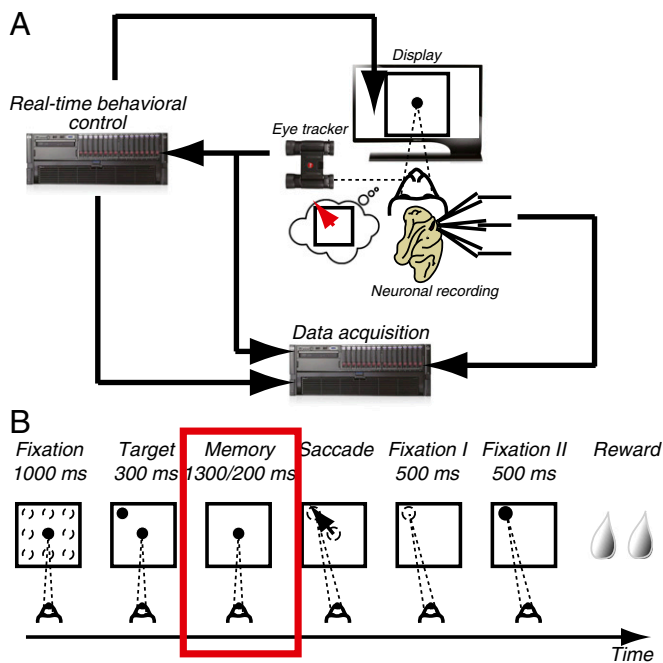 A
Display
Real-time behavioral
control
Eye tracker
Neuronal recording
Data acquisition
B
Fixation
1000 ms
Target
300 ms
Memory
1300/200 ms
Saccade
Fixation I
500 ms
Fixation II
500 ms
Reward
Time